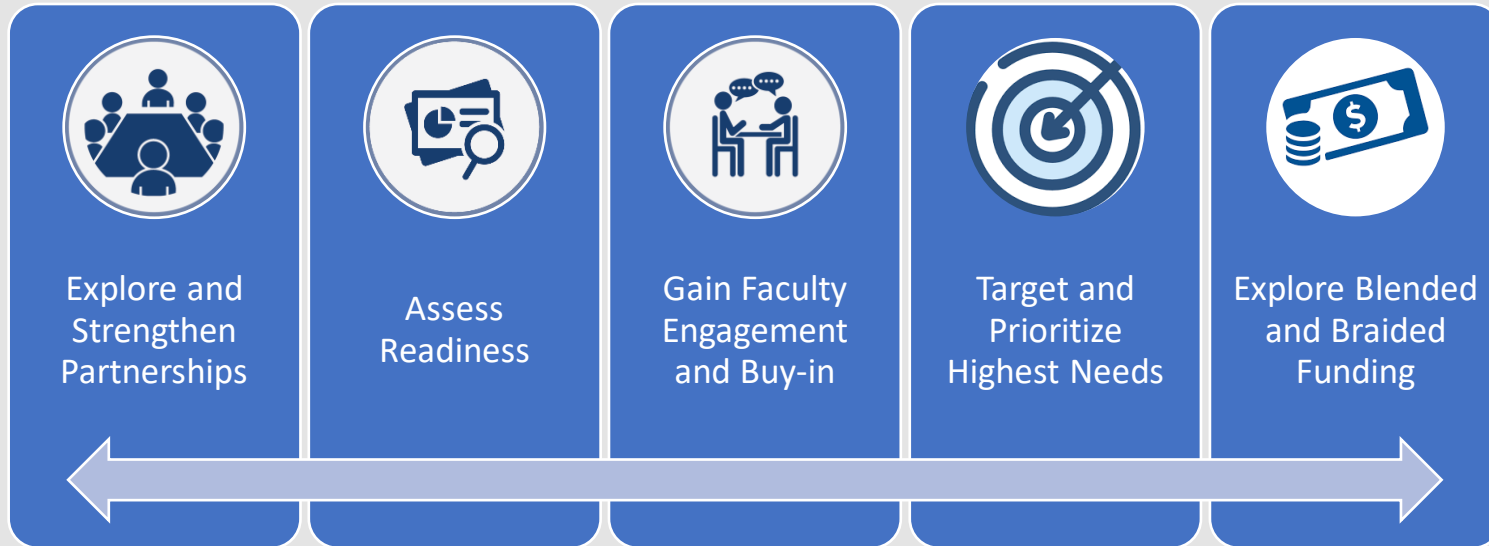 Explore and
Strengthen
Partnerships
Assess
Readiness
Gain Faculty
Engagement
and Buy-in
Target and
Prioritize
Highest Needs
Explore Blended
and Braided
Funding
$